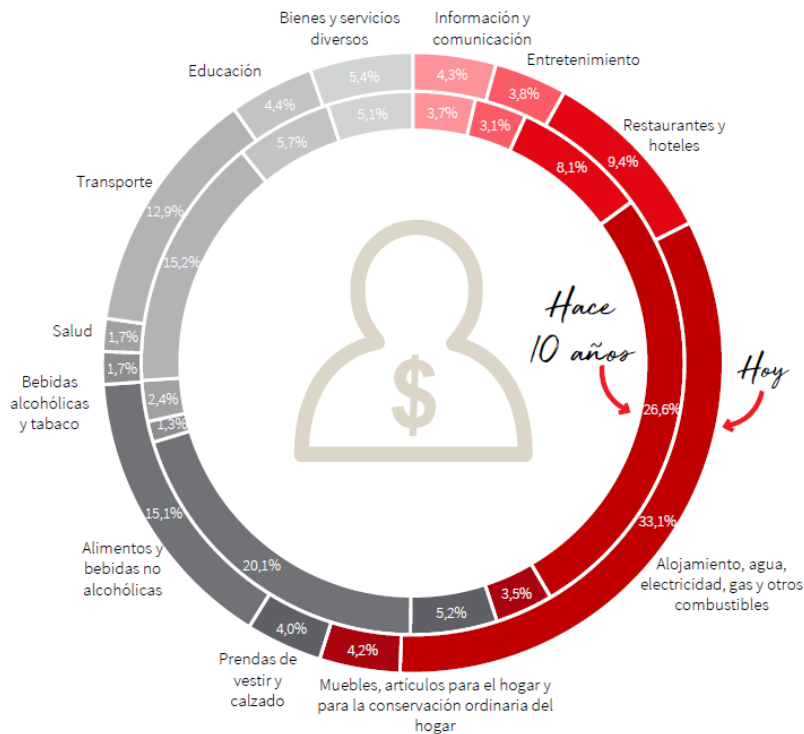 Bienes y servicios
diversos
Información y
comunicación
Educación
Entretenimiento
5,4%
4,3%
4,4%
3,8%
5,1%
3,7%
5,7%
3,1%
Restaurantes y
hoteles
9,4%
8,1%
Transporte
12,9%
15,2%
Hace
10 años
Hoy
Salud
1,7%
1,7%
Bebidas
alcohólicas
y tabaco
2,4%
1,3%
26,6%
15,1%
33,1%
Alimentos y
bebidas no
alcohólicas
20,1%
Alojamiento, agua,
electricidad, gas y otros
combustibles
3,5%
5,2%
4,0%
4,2%
Prendas de
vestir y
calzado
Muebles, artículos para el hogar y
para la conservación ordinaria del
hogar
$